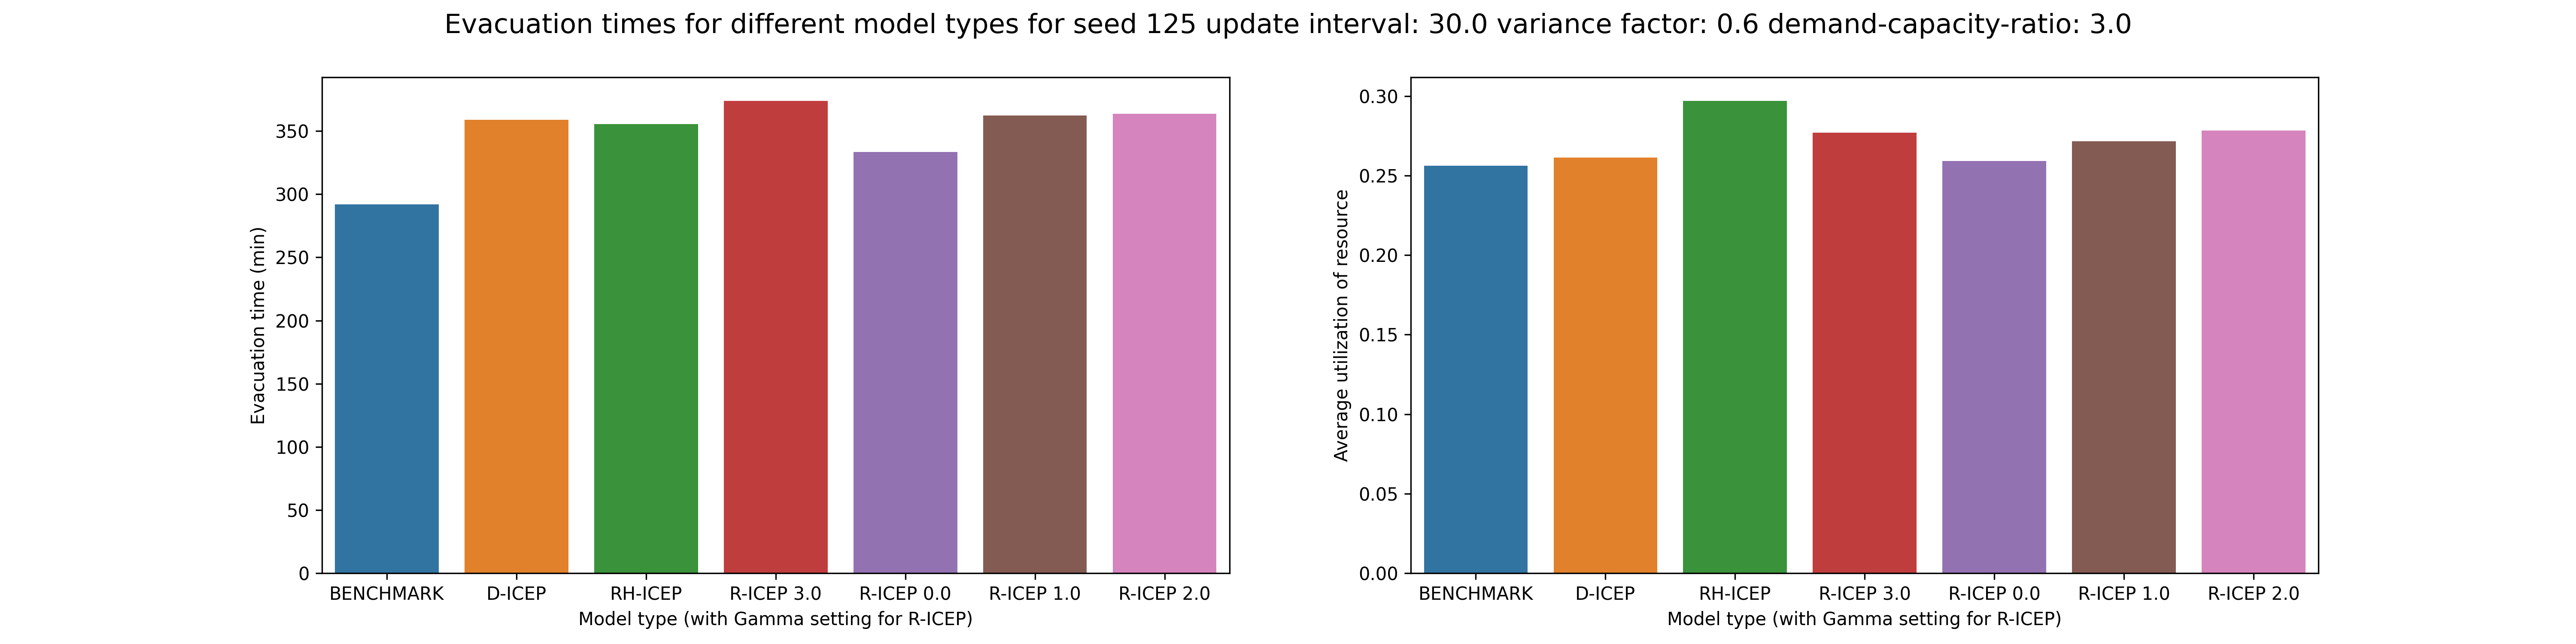 Evacuation times for different model types for seed 125 update interval: 30.0 variance factor: 0.6 demand-capacity-ratio: 3.0
Evacuation time (min)
350
300
250
200
150
100
50
0
BENCHMARK D-ICEP RH-ICEP R-ICEP 3.0 R-ICEP 0.0 R-ICEP 1.0 R-ICEP 2.0
Model type (with Gamma setting for R-ICEP)
Average utilization of resource
0.30
0.25
0.20
0.15
0.10
0.05
0.00
BENCHMARK D-ICEP RH-ICEP R-ICEP 3.0 R-ICEP 0.0 R-ICEP 1.0 R-ICEP 2.0
Model type (with Gamma setting for R-ICEP)